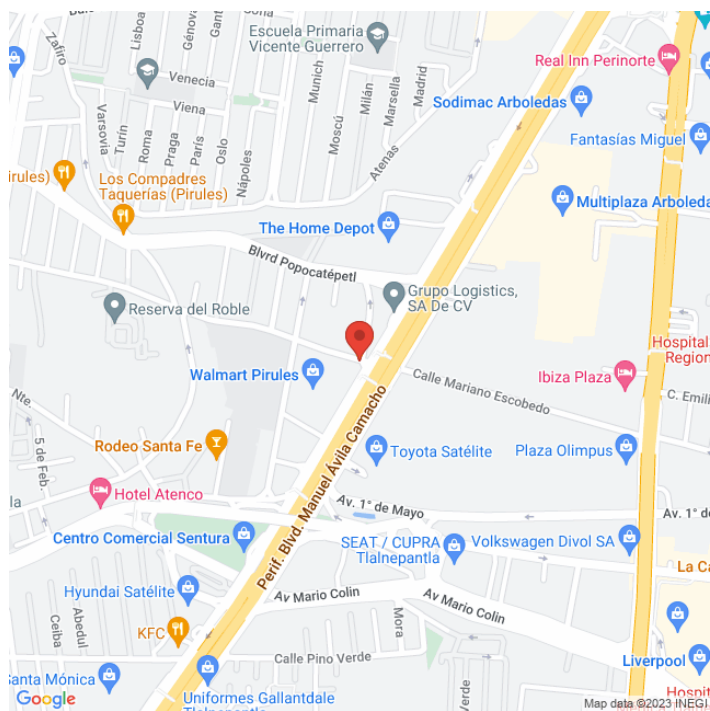 Zafiro
Lisboa
Génova
Escuela Primaria
Vicente Guerrero
Venecia
Viena
Varsovia
Turín
Roma
Praga
París
Oslo
Nápoles
Munich
Moscú
Milán
Marsella
Madrid
Atenas
Real Inn Perinorte
Sodimac Arboledas
Fantasías Miguel
Pirules)
Los Compadres
Taquerías (Pirules)
Multiplaza Arboledas
The Home Depot
Blvrd Popocatépetl
Grupo Logistics,
SA De CV
Reserva del Roble
Hospital
Region
Walmart Pirules
Ibiza Plaza
Calle Mariano Escobedo
C. Emili
Nte.
5 de Feb.
Rodeo Santa Fe
Perif. Blvd. Manuel Ávila Camacho
Toyota Satélite
Plaza Olimpus
Hotel Atenco
Av. 1° de Mayo
Av. 1° de
Centro Comercial Sentura
SEAT / CUPRA
Tlalnepantla
Volkswagen Divol SA
La Ca
Hyundai Satélite
Av Mario Colin
Av Mario Colin
Mora
Ceiba
Abedul
KFC
Calle Pino Verde
Verde
Liverpool
Santa Mónica
Uniformes Gallantdale
Tlalnepantla
Hospit
Google
Map data ©2023 INEGI